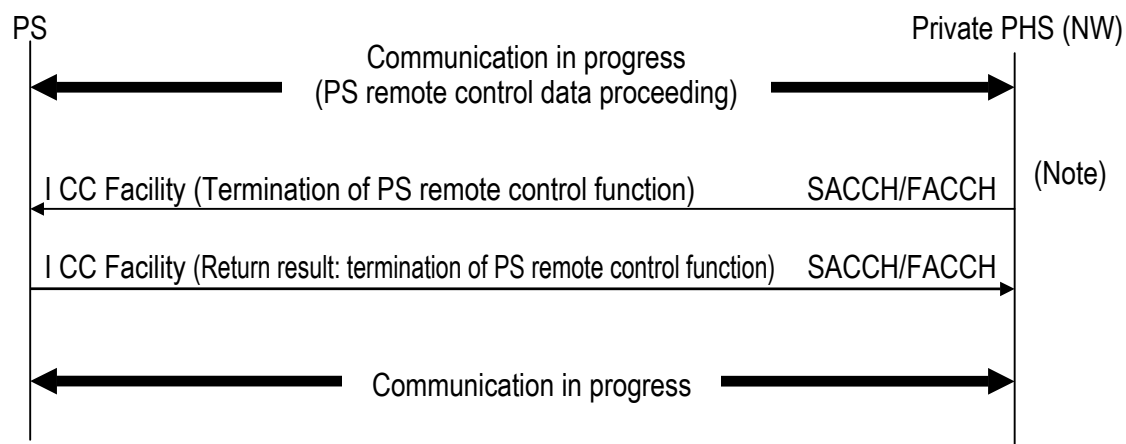 PS
Private PHS (NW)
Communication in progress
(PS remote control data proceeding)
I CC Facility (Termination of PS remote control function) SACCH/FACCH
(Note)
I CC Facility (Return result: termination of PS remote control function) SACCH/FACCH
Communication in progress